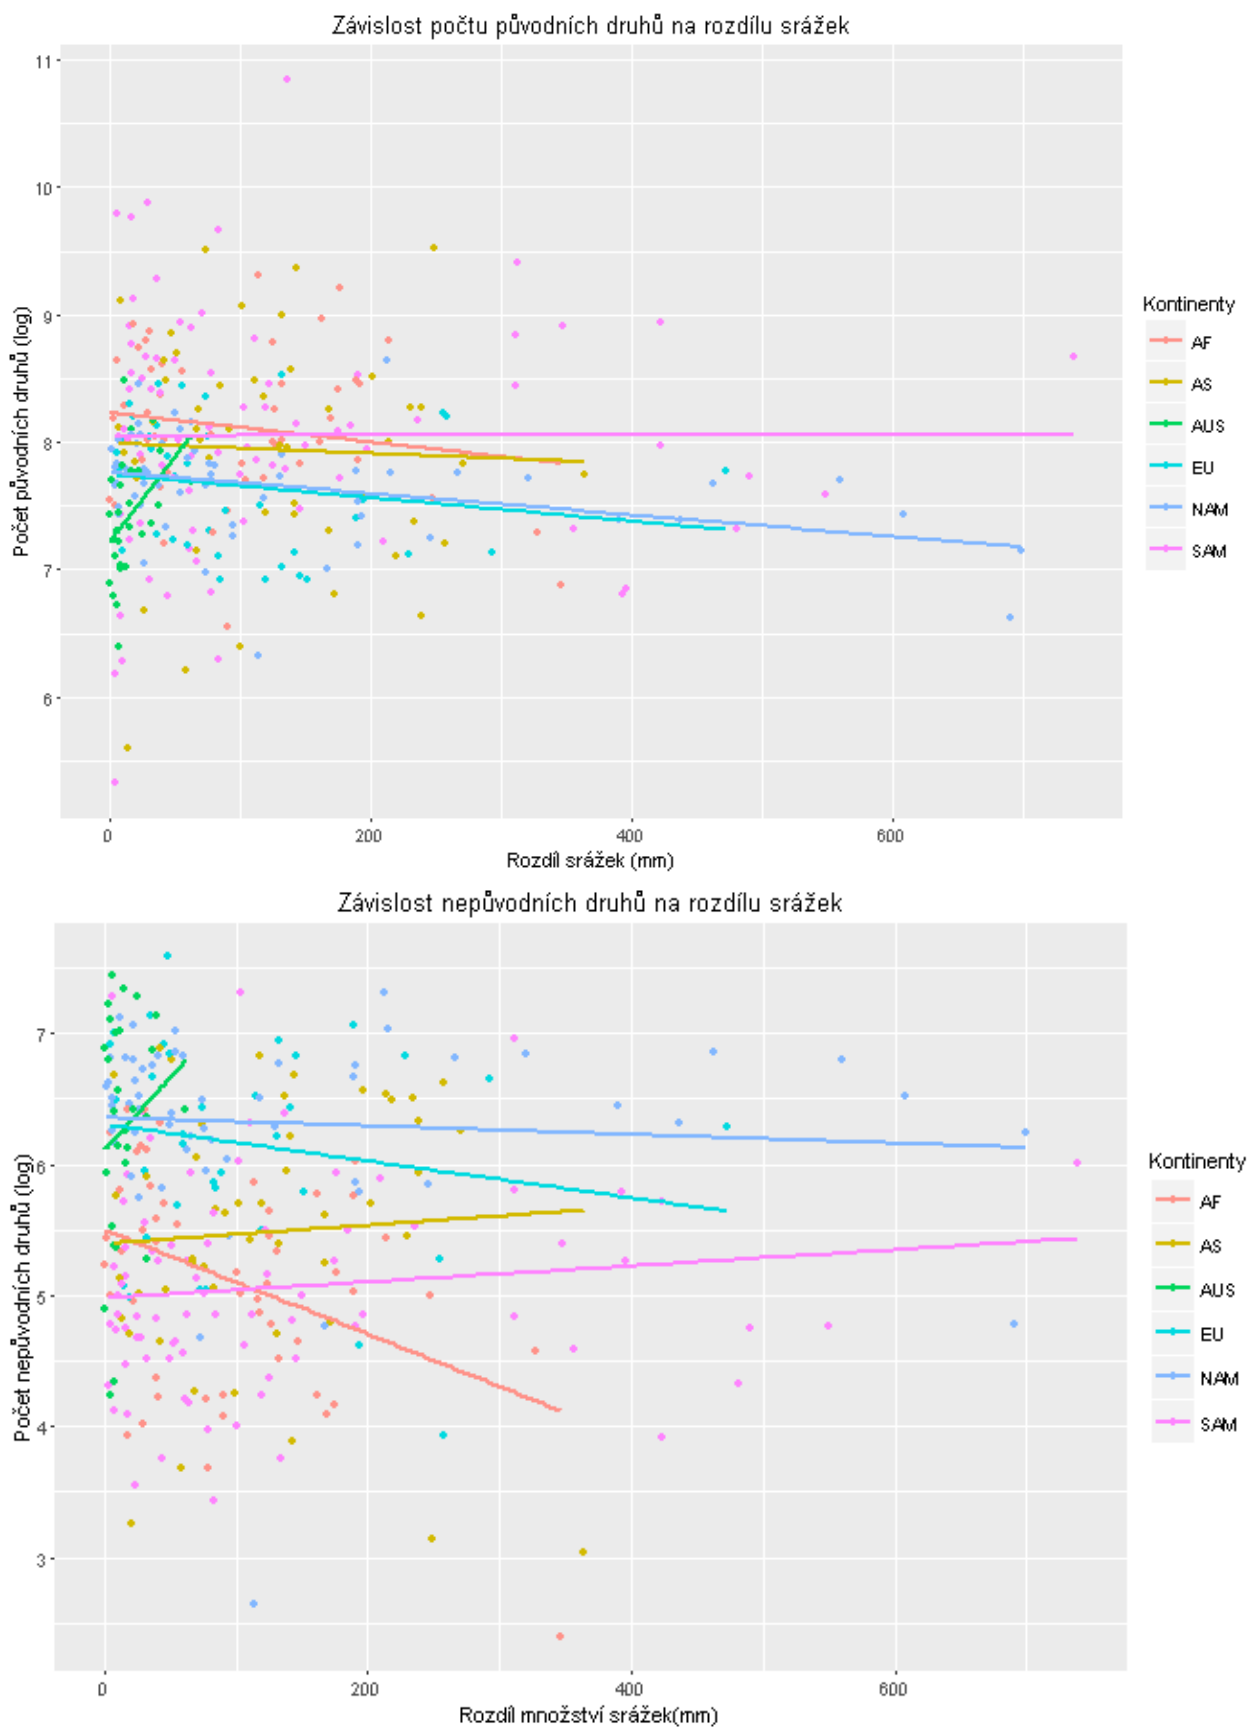 Závislost počtu původních druhů na rozdílu srážek
Počet původních druhů (log)
11
10
9
8
7
6
0
200
400
600
Rozdíl srážek (mm)
Kontinenty
AF
AS
AUS
EU
NAM
SAM
Závislost nepůvodních druhů na rozdílu srážek
Počet nepůvodních druhů (log)
7
6
5
4
3
0
200
400
600
Rozdíl množství srážek(mm)
Kontinenty
AF
AS
AUS
EU
NAM
SAM